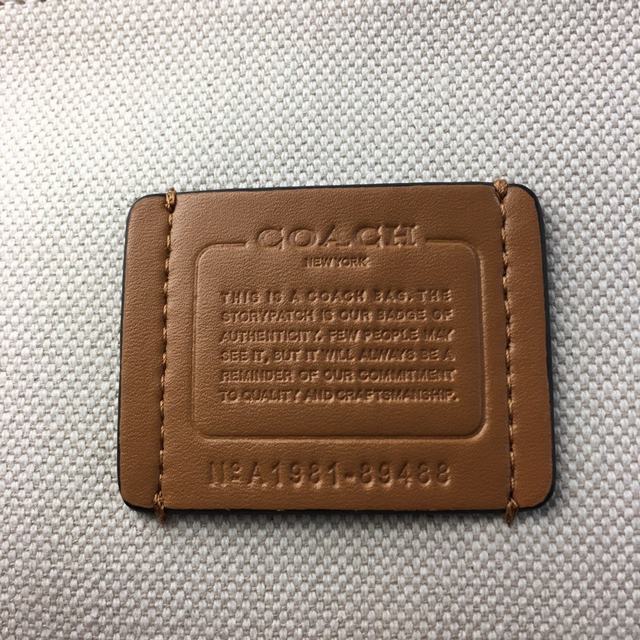 COACH
NEW YORK
THIS IS A COACH BAG. THE
STORYPATCH IS OUR BADGE OF
AUTHENTICITY. FEW PEOPLE MAY
SEE IT, BUT IT WILL ALWAYS BE A
REMINDER OF OUR COMMITMENT
TO QUALITY AND CRAFTSMANSHIP.
NºA1981-89488